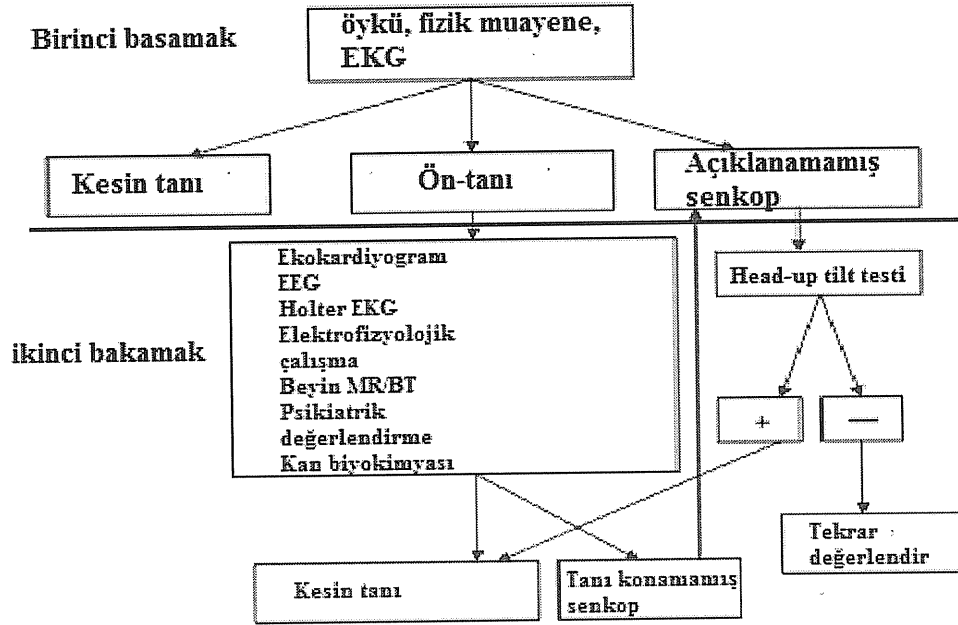 Birinci basamak
öykü, fizik muayene,
EKG
Kesin tanı
Ön-tanı
Açıklanamamış
senkop
ikinci bakamak
Ekokardiyogram
EEG
Holter EKG
Elektrofizyolojik
çalışma
Beyin MR/BT
Psikiatrik
değerlendirme
Kan biyokimyası
Head-up tilt testi
+
—
Tekrar
değerlendir
Kesin tanı
Tanı konamamış
senkop